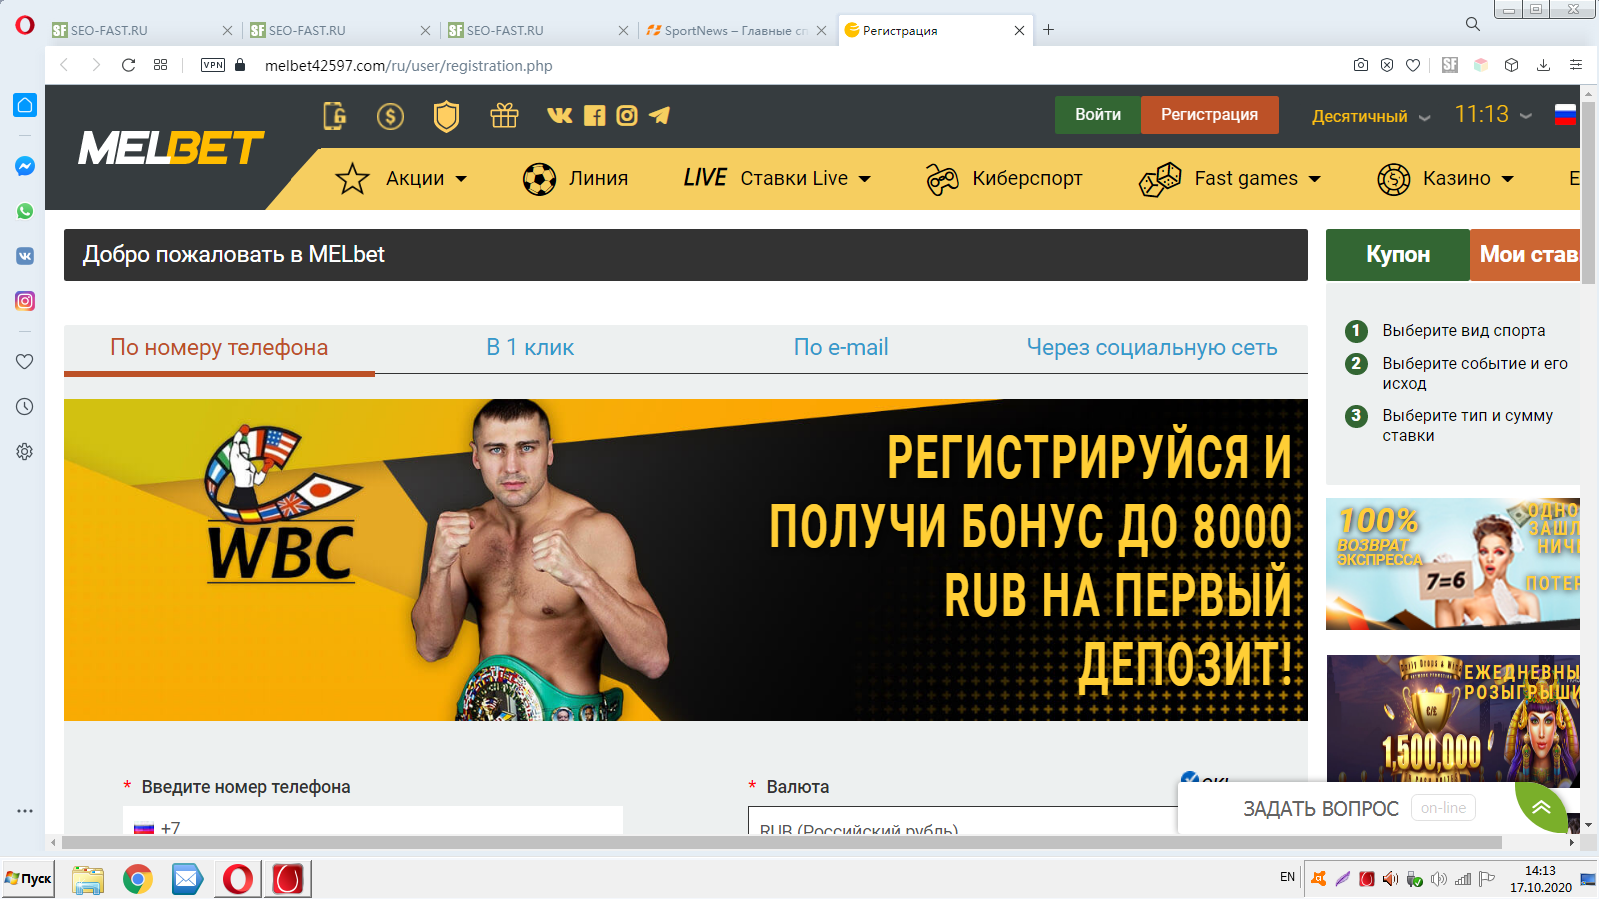 SEO-FAST.RU
SEO-FAST.RU
SEO-FAST.RU
SportNews – Главные сп
Регистрация
VPN
melbet42597.com/ru/user/registration.php
SF
MELBET
Войти
Регистрация
Десятичный
11:13
Акции
Линия
LIVE Ставки Live
Киберспорт
Fast games
Казино
Добро пожаловать в MELbet
Купон
Мои став
По номеру телефона
В 1 клик
По e-mail
Через социальную сеть
1 Выберите вид спорта
2 Выберите событие и его
исход
3 Выберите тип и сумму
ставки
WBC
РЕГИСТРИРУЙСЯ И
ПОЛУЧИ БОНУС ДО 8000
RUB НА ПЕРВЫЙ
ДЕПОЗИТ!
100%
ВОЗВРАТ
ЭКСПРЕССА
7=6
ОДНО
ЗАШЛ
НИЧ
ПОТЕР
ЕЖЕДНЕВНЫ
РОЗЫГРЫШИ
1,500,000
* Введите номер телефона
+7
* Валюта
RUB (Российский рубль)
ЗАДАТЬ ВОПРОС
on-line
Пуск
EN
14:13
17.10.2020